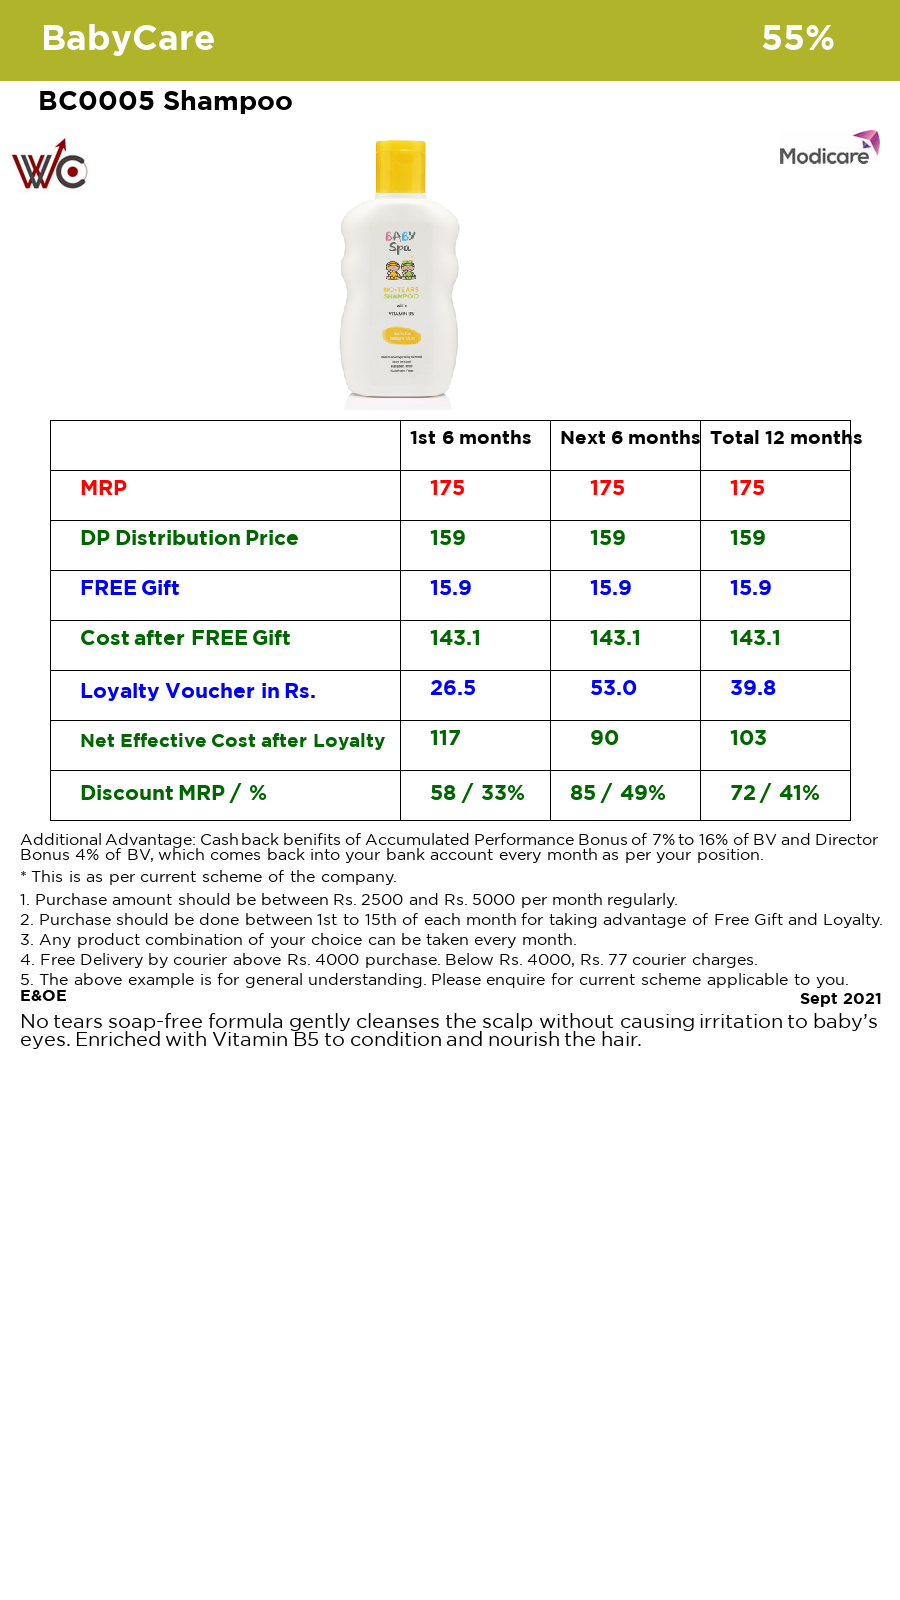 BabyCare 55%
BC0005 Shampoo
WC
Modicare
BABY
Spa
NO-TEARS
SHAMPOO
VITAMIN B5
1st 6 months Next 6 months Total 12 months
MRP 175 175 175
DP Distribution Price 159 159 159
FREE Gift 15.9 15.9 15.9
Cost after FREE Gift 143.1 143.1 143.1
Loyalty Voucher in Rs. 26.5 53.0 39.8
Net Effective Cost after Loyalty 117 90 103
Discount MRP / % 58 / 33% 85 / 49% 72 / 41%
Additional Advantage: Cash back benifits of Accumulated Performance Bonus of 7% to 16% of BV and Director
Bonus 4% of BV, which comes back into your bank account every month as per your position.
* This is as per current scheme of the company.
1. Purchase amount should be between Rs. 2500 and Rs. 5000 per month regularly.
2. Purchase should be done between 1st to 15th of each month for taking advantage of Free Gift and Loyalty.
3. Any product combination of your choice can be taken every month.
4. Free Delivery by courier above Rs. 4000 purchase. Below Rs. 4000, Rs. 77 courier charges.
5. The above example is for general understanding. Please enquire for current scheme applicable to you.
E&OE Sept 2021
No tears soap-free formula gently cleanses the scalp without causing irritation to baby's
eyes. Enriched with Vitamin B5 to condition and nourish the hair.